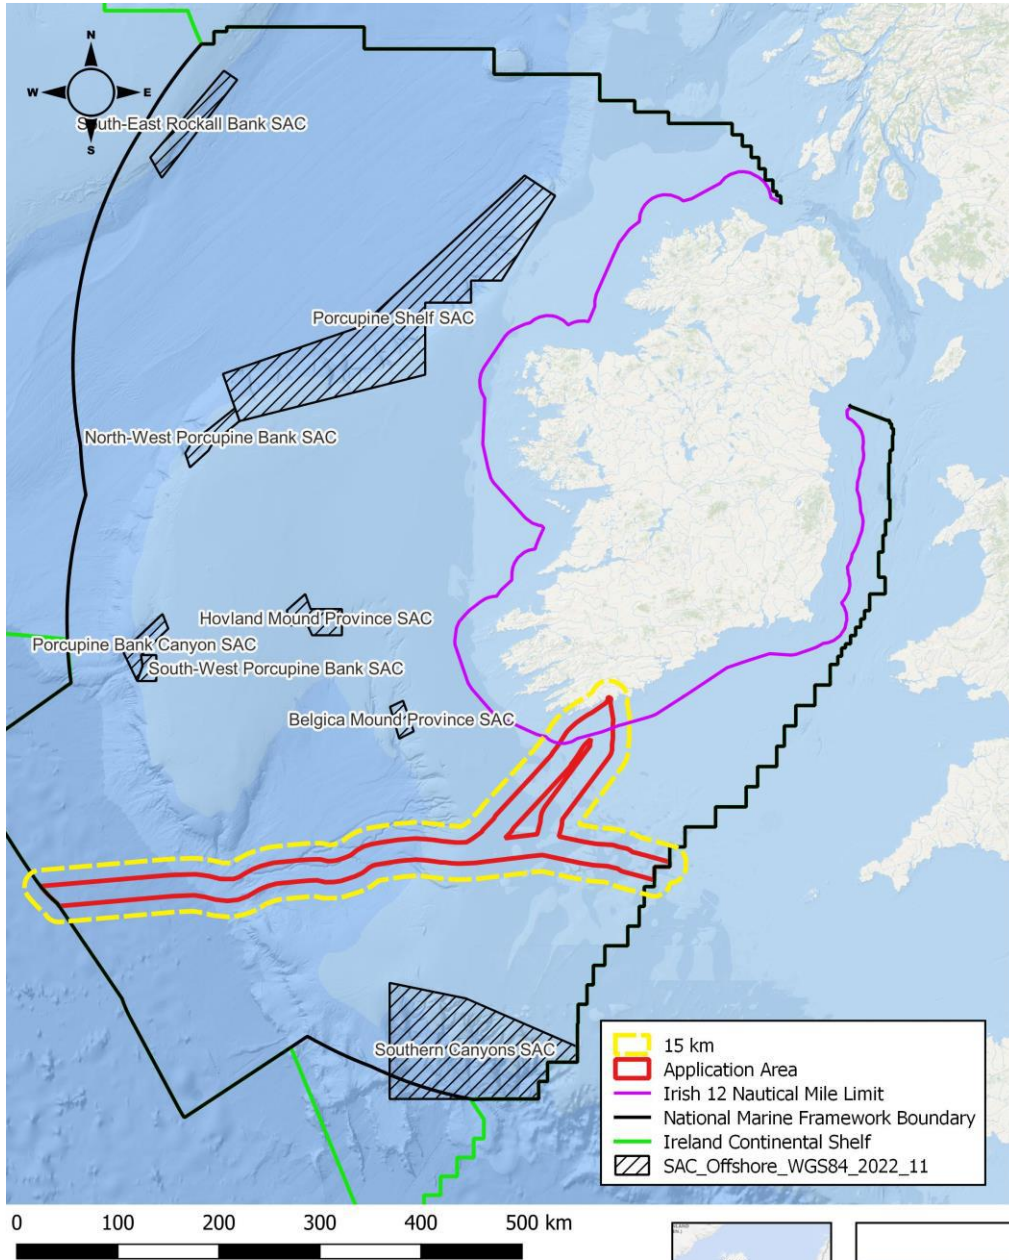 N
W E
S
South-East Rockall Bank SAC
Porcupine Shelf SAC
North-West Porcupine Bank SAC
Hovland Mound Province SAC
Porcupine Bank Canyon SAC
South-West Porcupine Bank SAC
Belgica Mound Province SAC
Southern Canyons SAC
15 km
Application Area
Irish 12 Nautical Mile Limit
National Marine Framework Boundary
Ireland Continental Shelf
SAC_Offshore_WGS84_2022_11
0 100 200 300 400 500 km